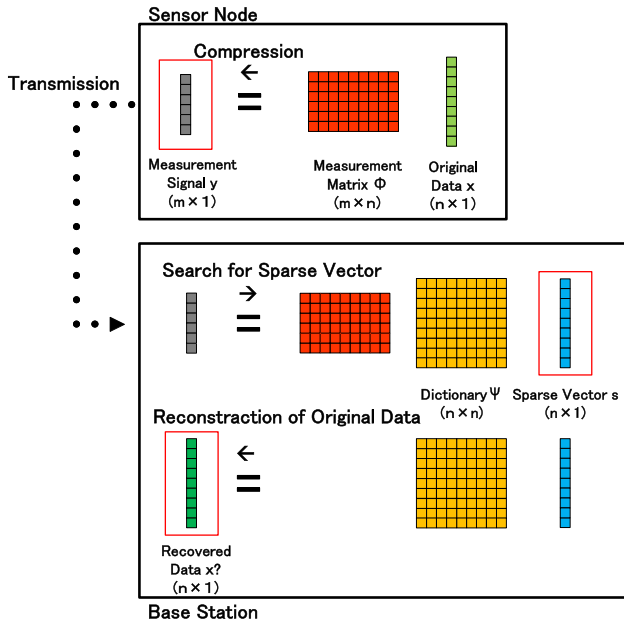 Sensor Node
Compression
←
Transmission
=
Measurement
Signal y
(m×1)
Measurement
Matrix Φ
(m×n)
Original
Data x
(n×1)
Search for Sparse Vector
→
=
Dictionary Ψ
(n×n)
Sparse Vector s
(n×1)
Reconstraction of Original Data
←
=
Recovered
Data x?
(n×1)
Base Station